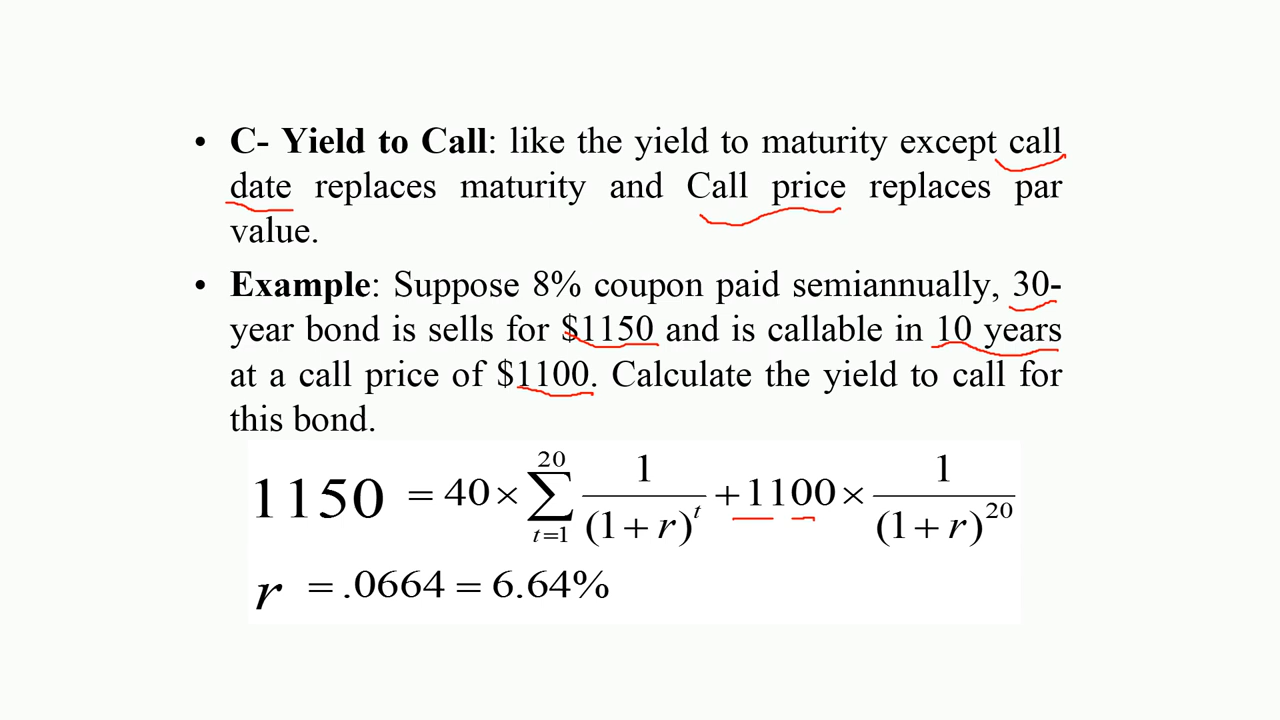 • C- Yield to Call: like the yield to maturity except call
date replaces maturity and Call price replaces par
value.
• Example: Suppose 8% coupon paid semiannually, 30-
year bond is sells for $1150 and is callable in 10 years
at a call price of $1100. Calculate the yield to call for
this bond.
1150 = 40 × ∑_{t=1}^{20} 1/(1+r)^t + 1100 × 1/(1+r)^20
r = .0664 = 6.64%